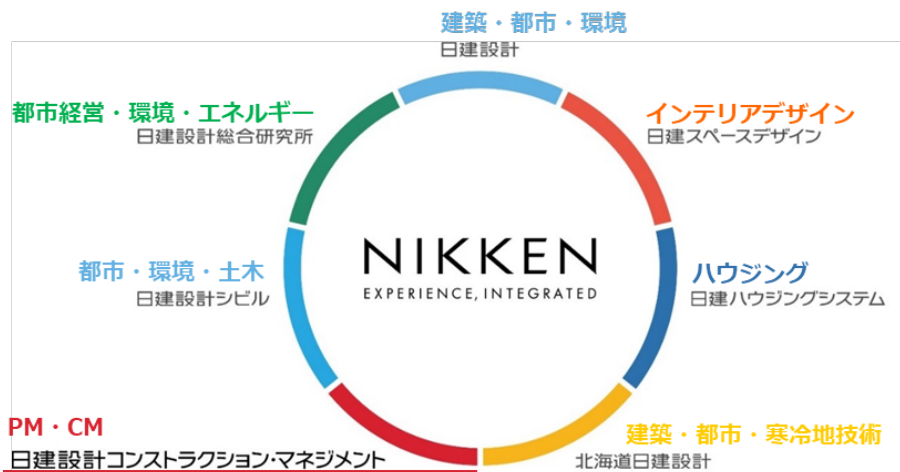 建築・都市・環境
日建設計
都市経営・環境・エネルギー
日建設計総合研究所
インテリアデザイン
日建スペースデザイン
NIKKEN
EXPERIENCE, INTEGRATED
都市・環境・土木
日建設計シビル
ハウジング
日建ハウジングシステム
PM・CM
日建設計コンストラクション・マネジメント
建築・都市・寒冷地技術
北海道日建設計